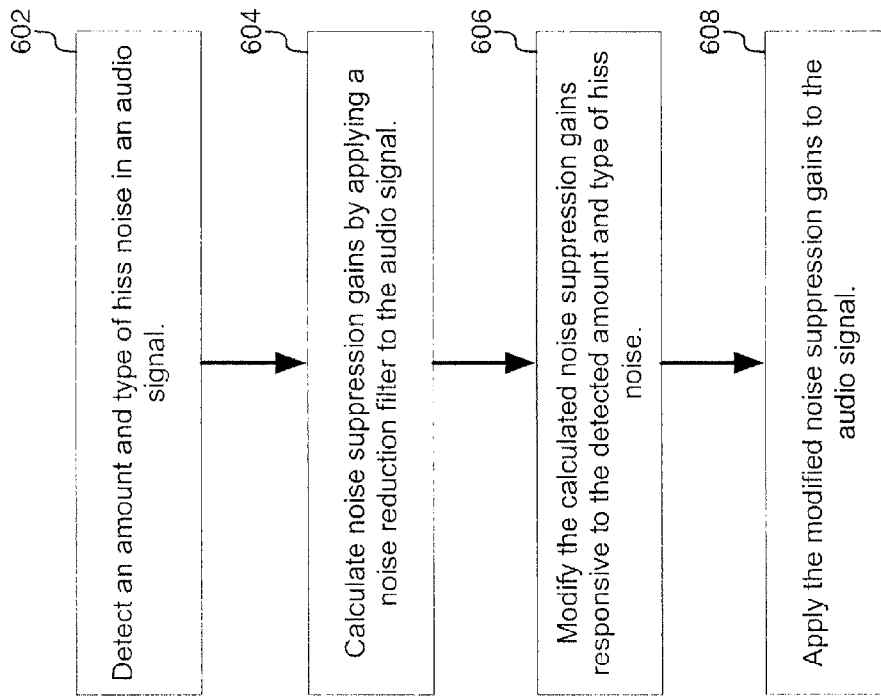 602
Detect an amount and type of hiss noise in an audio
signal.
604
Calculate noise suppression gains by applying a
noise reduction filter to the audio signal.
606
Modify the calculated noise suppression gains
responsive to the detected amount and type of hiss
noise.
608
Apply the modified noise suppression gains to the
audio signal.